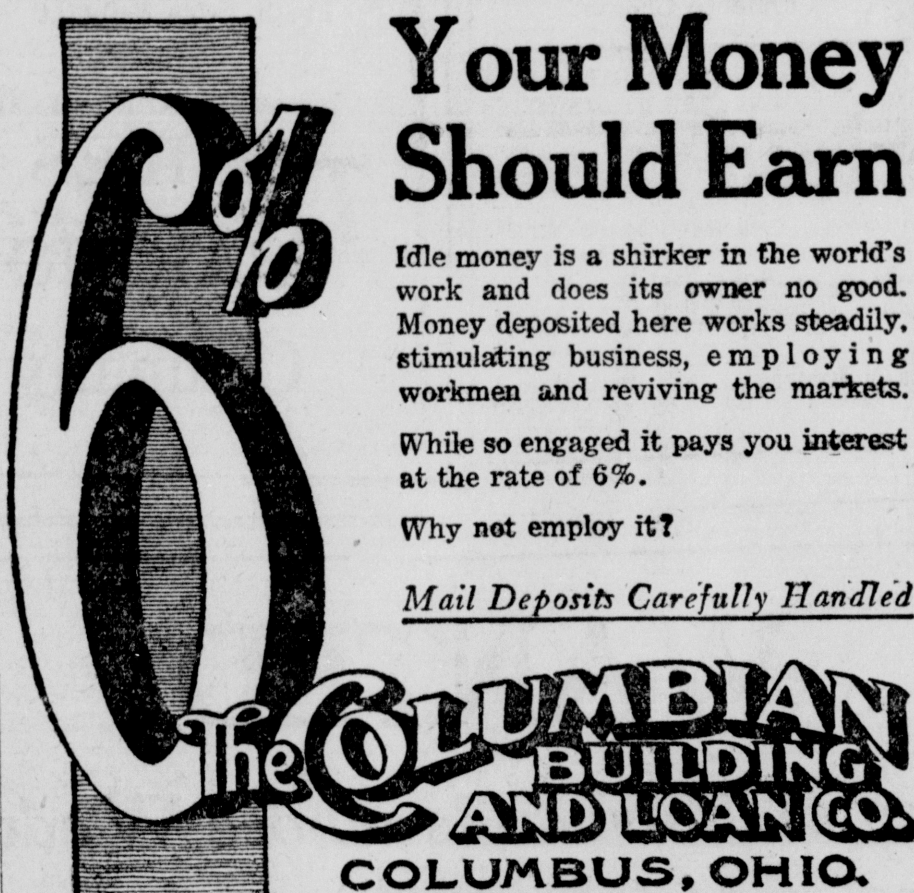 6%
Your Money
Should Earn
Idle money is a shirker in the world's
work and does its owner no good.
Money deposited here works steadily,
stimulating business, employing
workmen and reviving the markets.
While so engaged it pays you interest
at the rate of 6%.
Why not employ it?
Mail Deposits Carefully Handled
The COLUMBIAN
BUILDING
AND LOAN CO.
COLUMBUS, OHIO.